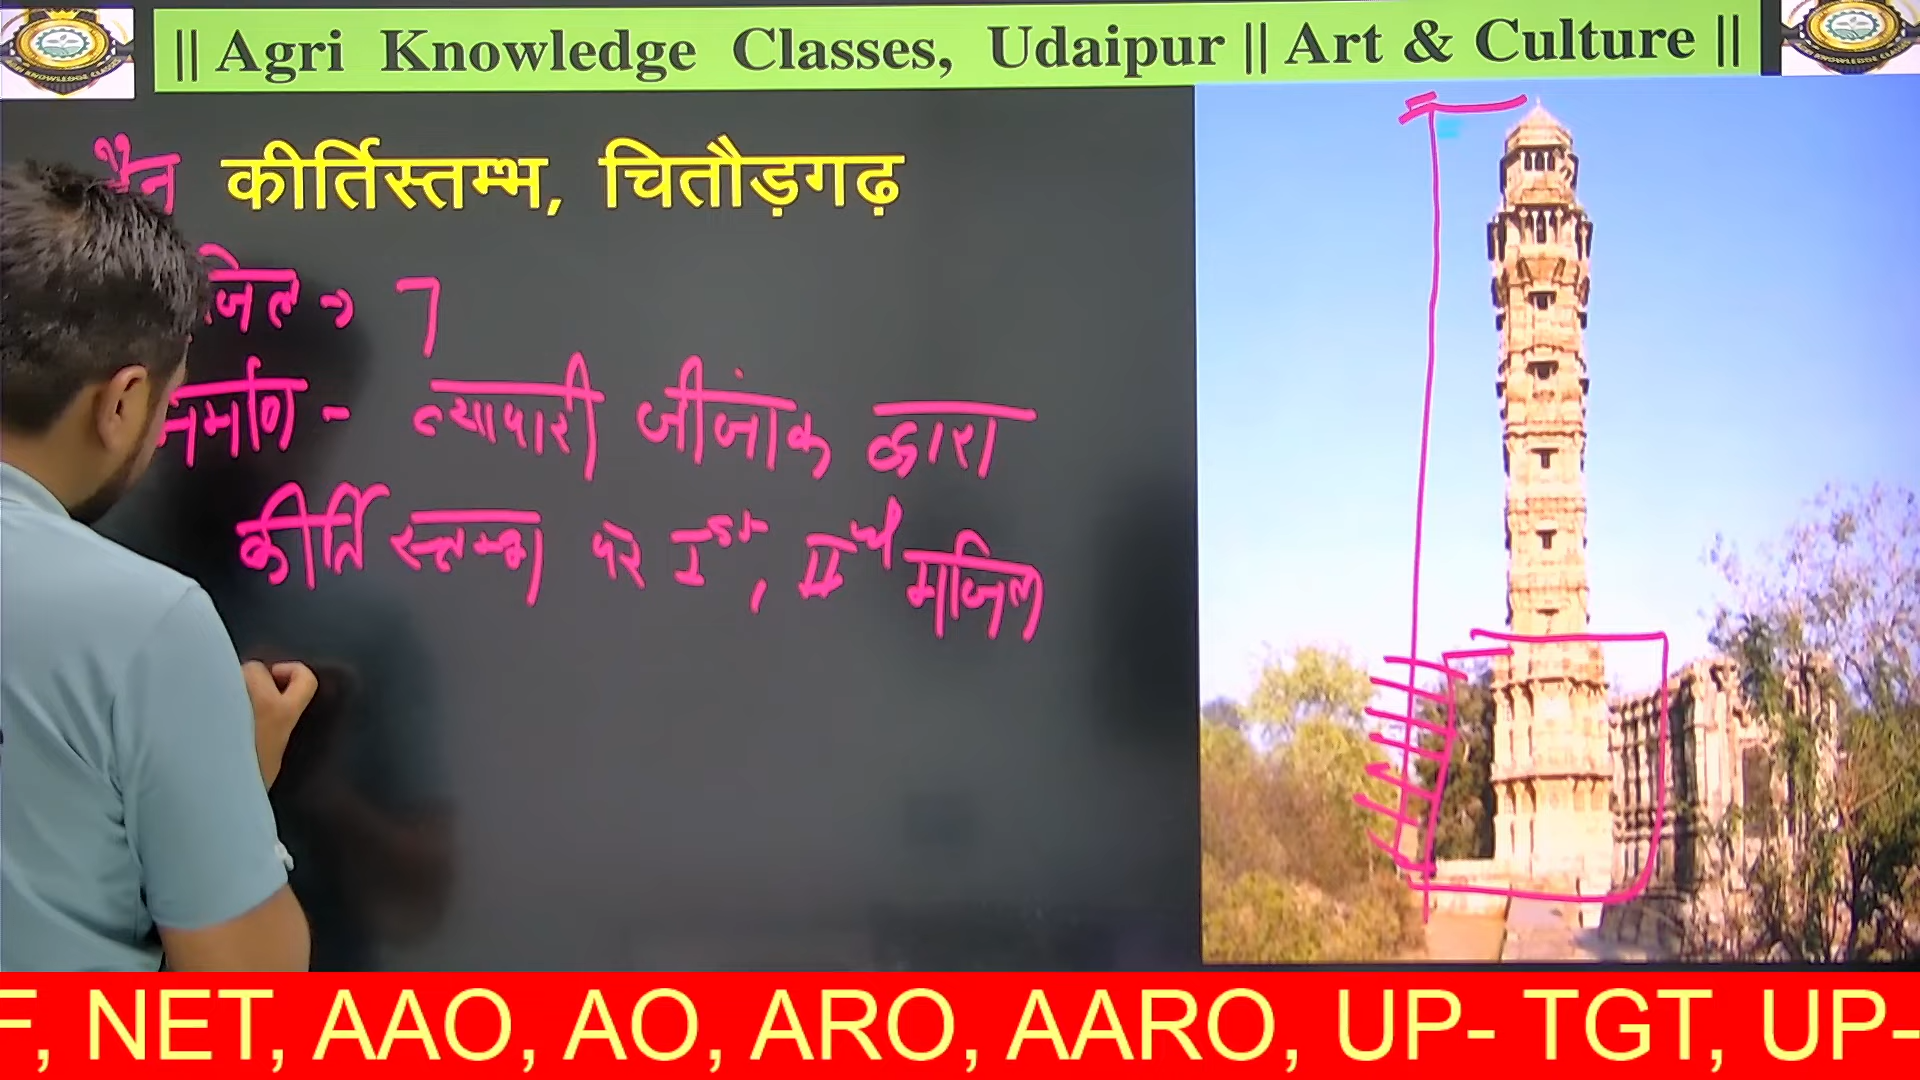 || Agri Knowledge Classes, Udaipur || Art & Culture ||
जैन कीर्तिस्तम्भ, चितौड़गढ़
जिल → 7
र्माण - व्यापारी जीजांक द्वारा
कीर्ति स्तम्भ पर Ist, मजिल
F, NET, AAO, AO, ARO, AARO, UP- TGT, UP-